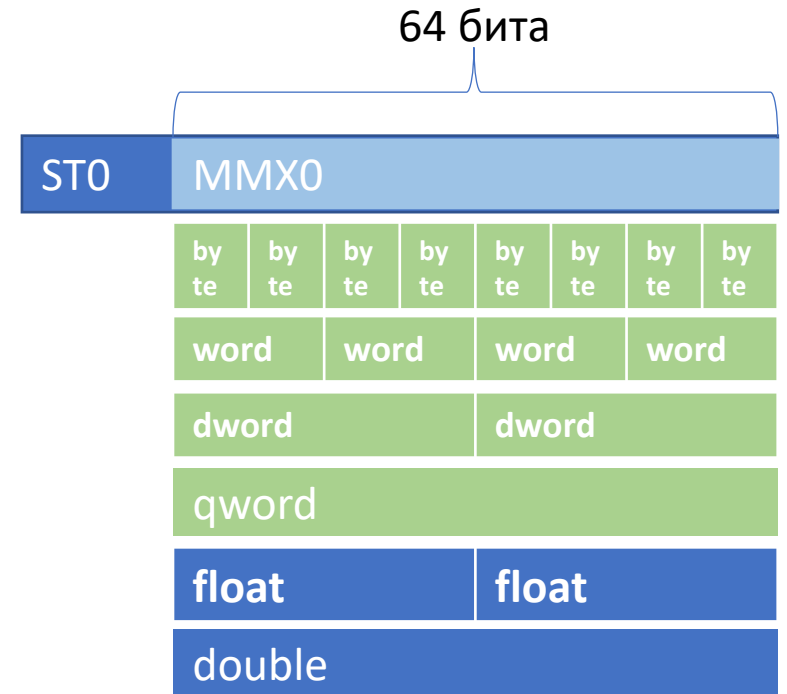 64 бита
ST0 MMX0
by by by by by by by by
te te te te te te te te
word word word word
dword dword
qword
float float
double